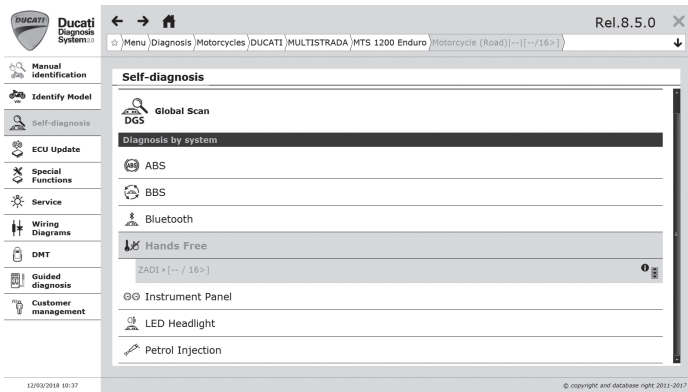 DUCATI
Ducati
Diagnosis
System2.0
Rel.8.5.0
Menu Diagnosis Motorcycles DUCATI MULTISTRADA MTS 1200 Enduro Motorcycle (Road)[--|[--/16>]
Manual
identification
VIN
Identify Model
Self-diagnosis
ECU Update
Special
Functions
Service
Wiring
Diagrams
DMT
Guided
diagnosis
Customer
management
Self-diagnosis
DGS
Global Scan
Diagnosis by system
ABS
ABS
BBS
Bluetooth
Hands Free
ZADI > [-- / 16>]
Instrument Panel
LED Headlight
Petrol Injection
12/03/2018 10:37
© copyright and database right 2011-2017